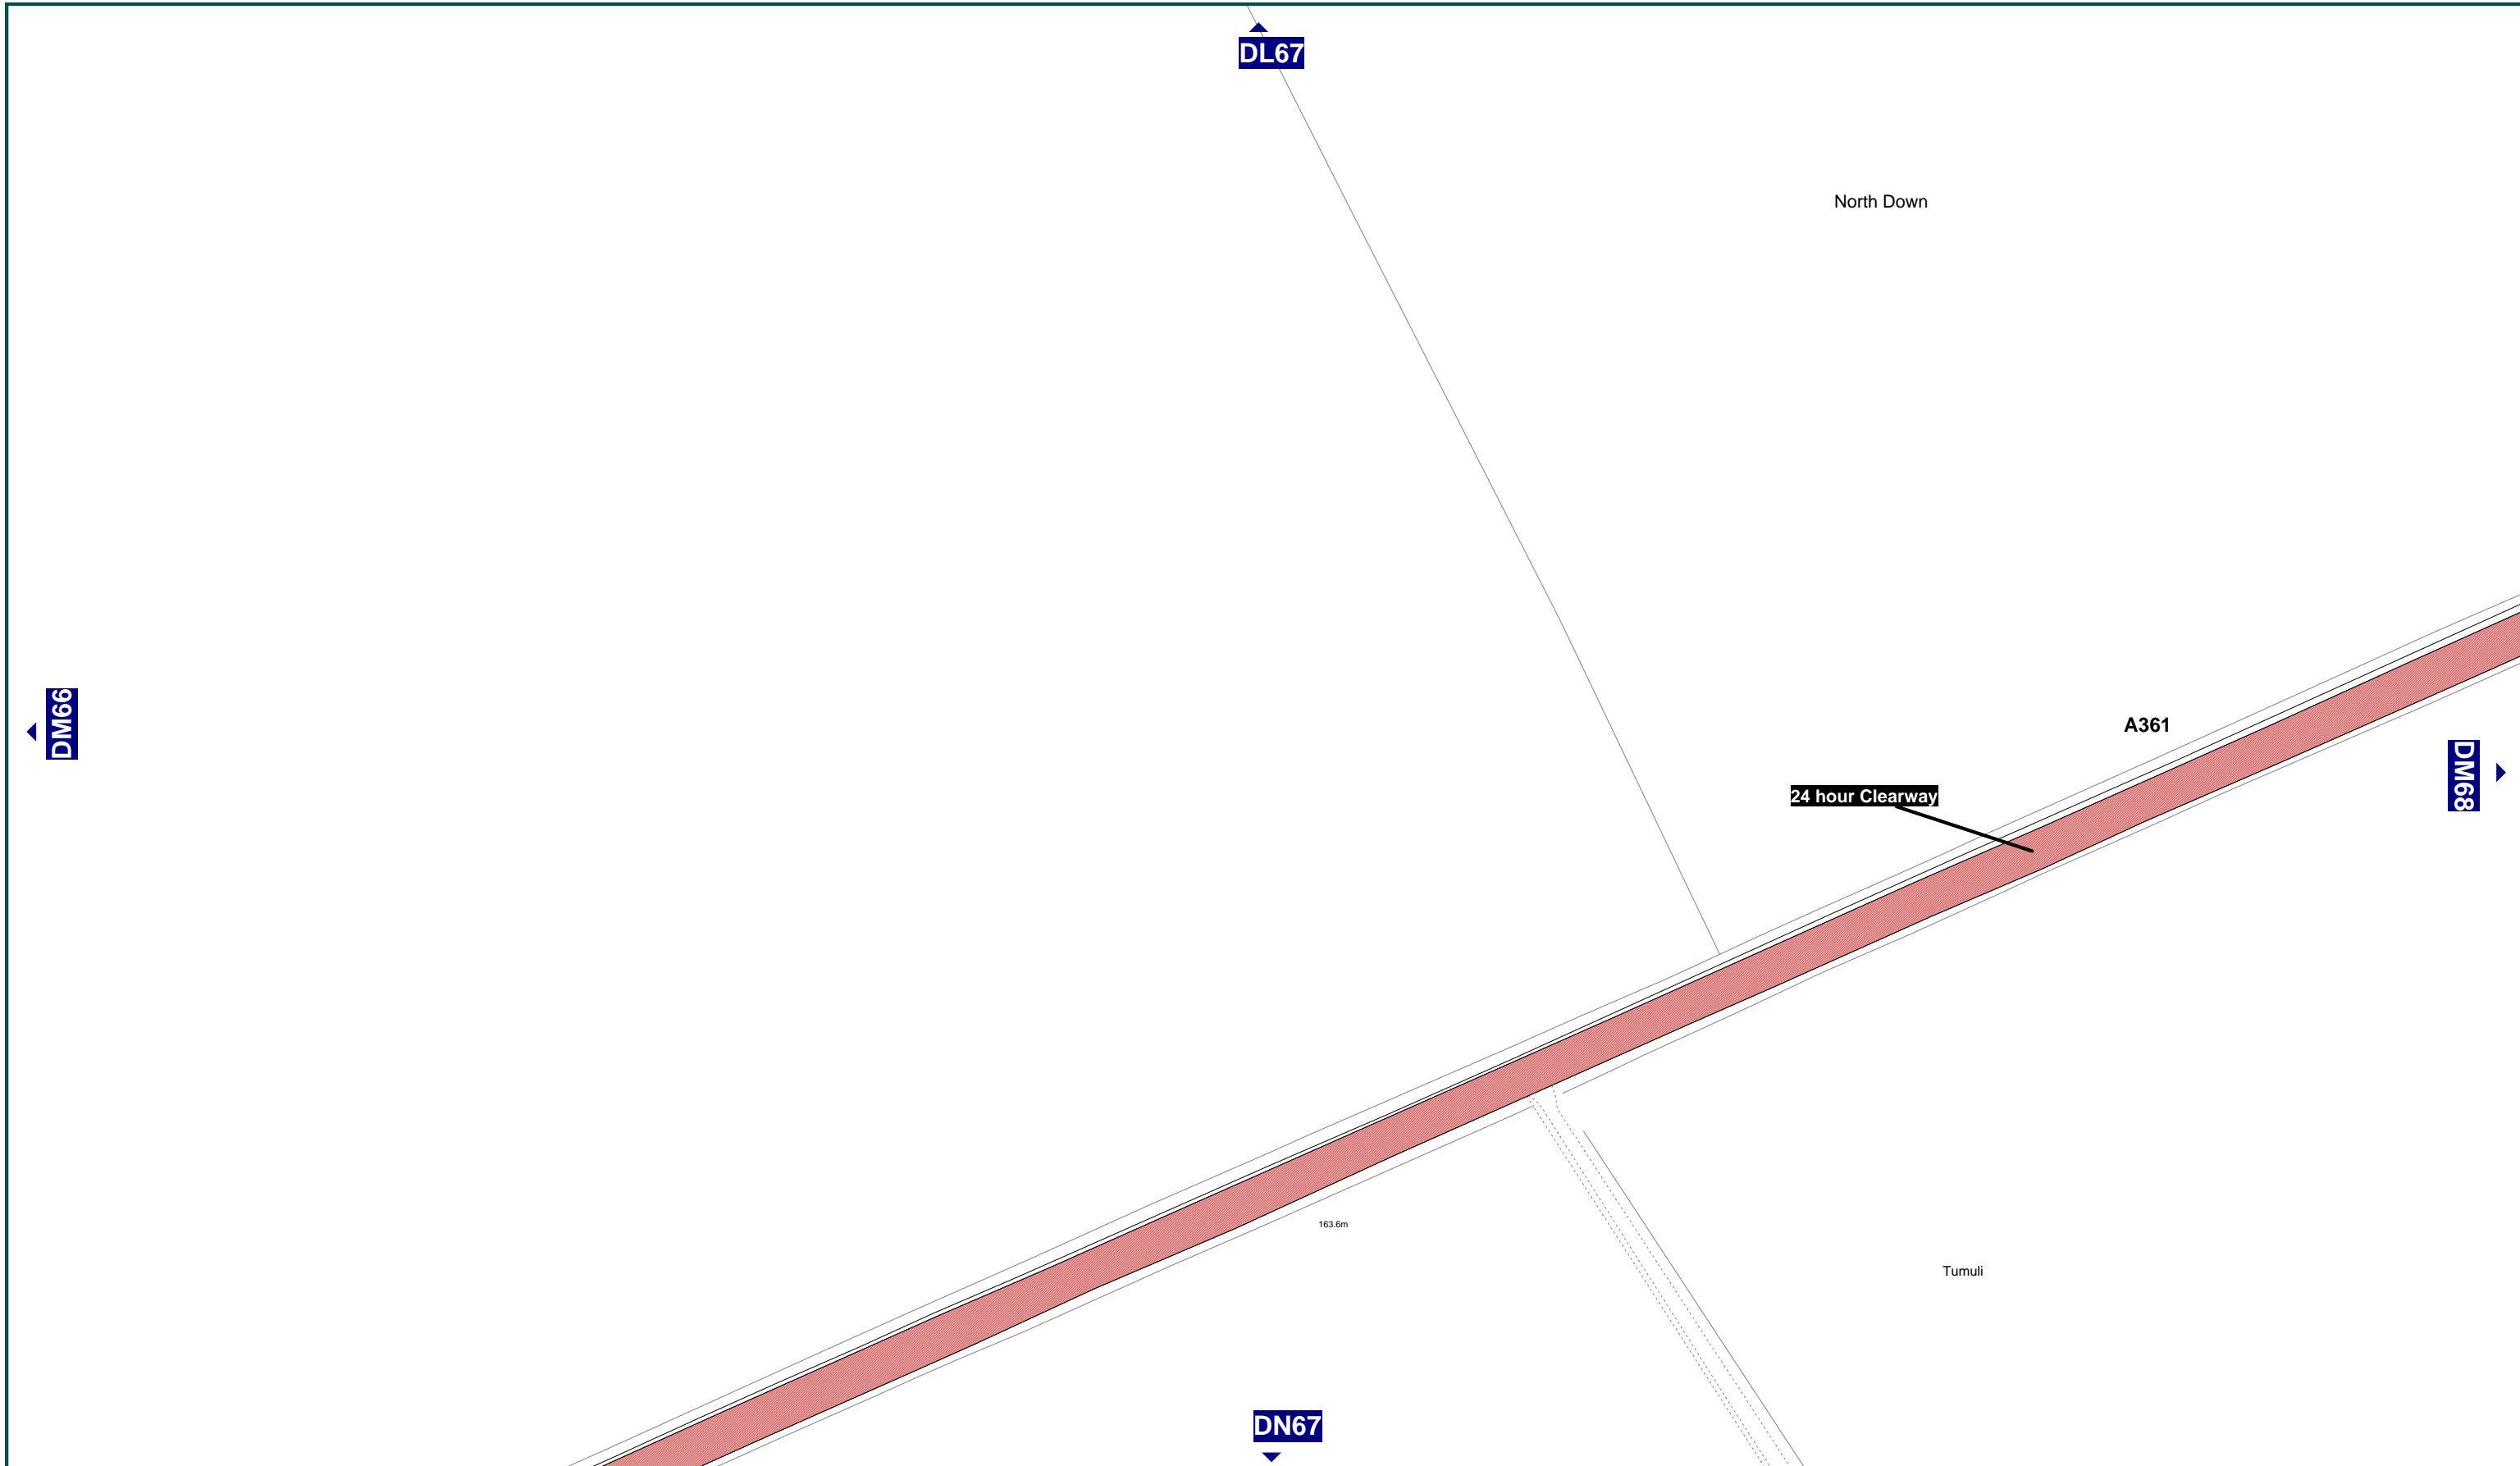 DL67
North Down
DM66
A361
DM68
24 hour Clearway
163.6m
Tumuli
DN67